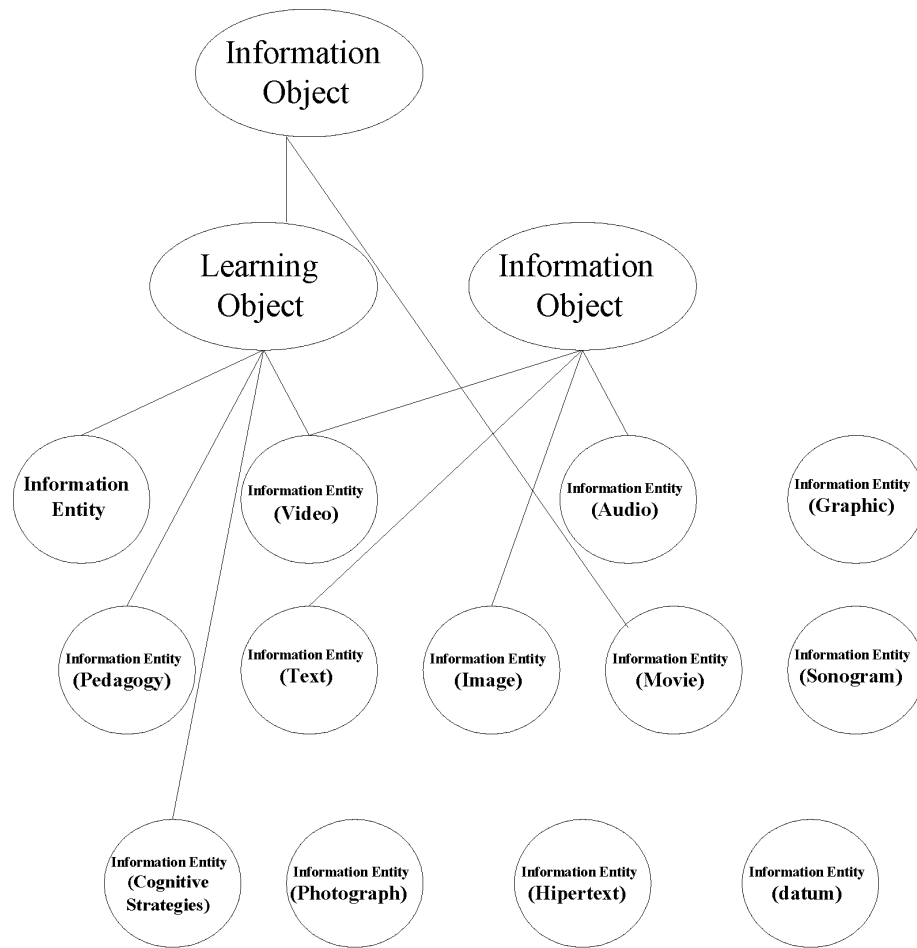 Information
Object
Learning
Object
Information
Object
Information
Entity
Information Entity
(Video)
Information Entity
(Audio)
Information Entity
(Graphic)
Information Entity
(Pedagogy)
Information Entity
(Text)
Information Entity
(Image)
Information Entity
(Movie)
Information Entity
(Sonogram)
Information Entity
(Cognitive
Strategies)
Information Entity
(Photograph)
Information Entity
(Hipertext)
Information Entity
(datum)